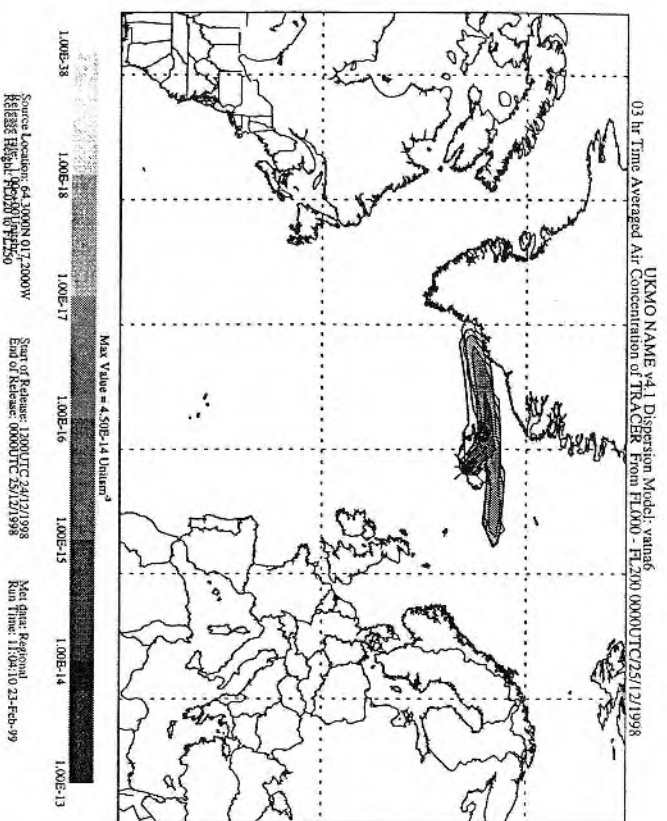 UKMO NAME v4.1 Dispersion Model: vatna6
03 hr Time Averaged Air Concentration of TRACER From FL000 - FL200 0000UTC/25/12/1998
Max Value = 4.50E-14 Units/m³
1.00E-38 1.00E-18 1.00E-17 1.00E-16 1.00E-15 1.00E-14 1.00E-13
Source Location: 64.3000N 017.2000W
Start of Release: 1200UTC 24/12/1998
End of Release: 0000UTC 25/12/1998
Met data: Regional
Run Time: 11:04:10 23-Feb-99